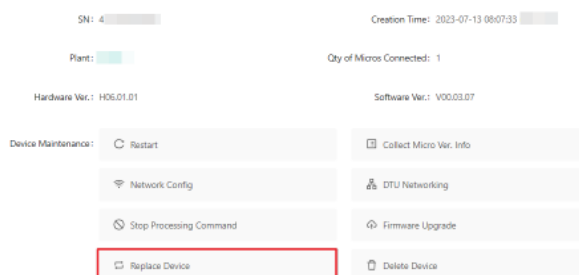 SN: 4
Creation Time: 2023-07-13 08:07:33
Plant:
Qty of Micros Connected: 1
Hardware Ver.: H06.01.01
Software Ver.: V00.03.07
Device Maintenance:
Restart
Collect Micro Ver. Info
Network Config
DTU Networking
Stop Processing Command
Firmware Upgrade
Replace Device
Delete Device